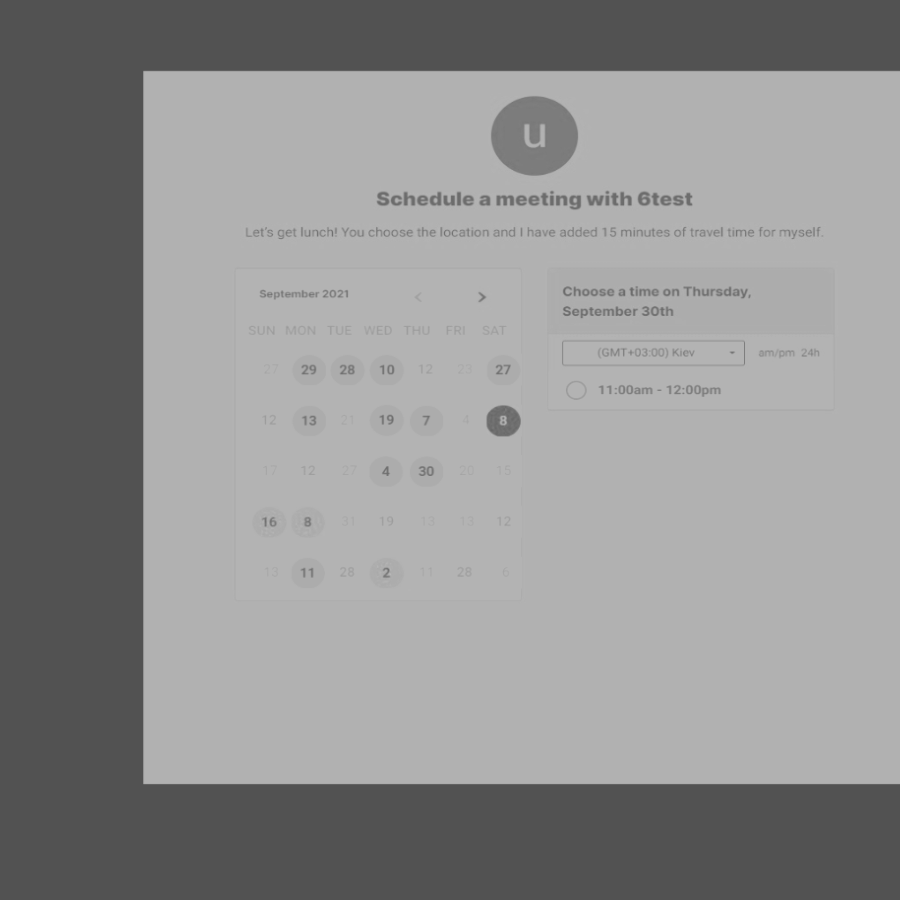 u
Schedule a meeting with 6test
Let's get lunch! You choose the location and I have added 15 minutes of travel time for myself.
September 2021
SUN MON TUE WED THU FRI SAT
27 29 28 10 12 23 27
12 13 21 19 7 4 8
17 12 27 4 30 20 15
16 8 31 19 13 13 12
13 11 28 2 11 28 6
Choose a time on Thursday,
September 30th
(GMT+03:00) Kiev am/pm 24h
11:00am - 12:00pm